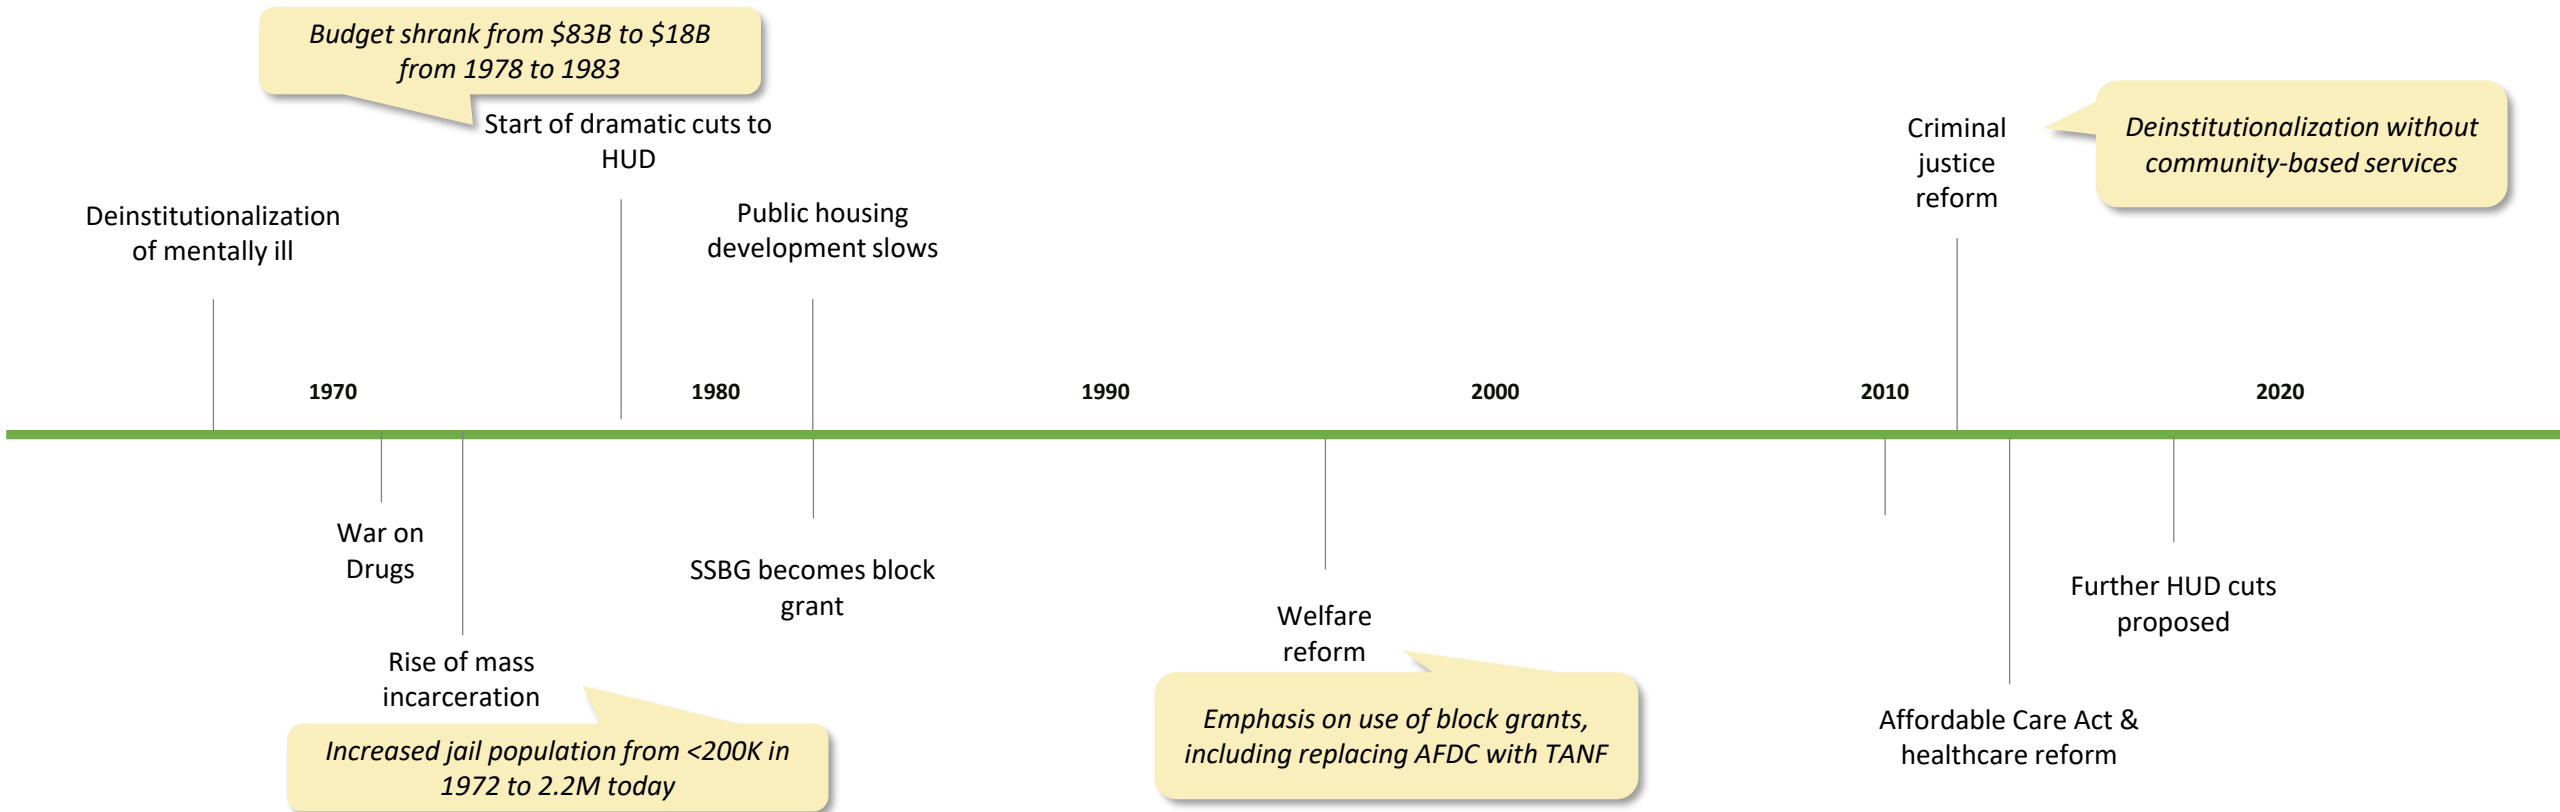 Budget shrank from $83B to $18B
from 1978 to 1983
Start of dramatic cuts to
HUD
Criminal
justice
reform
Deinstitutionalization without
community-based services
Deinstitutionalization
of mentally ill
Public housing
development slows
1970
1980
1990
2000
2010
2020
War on
Drugs
SSBG becomes block
grant
Welfare
reform
Further HUD cuts
proposed
Rise of mass
incarceration
Increased jail population from <200K in
1972 to 2.2M today
Emphasis on use of block grants,
including replacing AFDC with TANF
Affordable Care Act &
healthcare reform